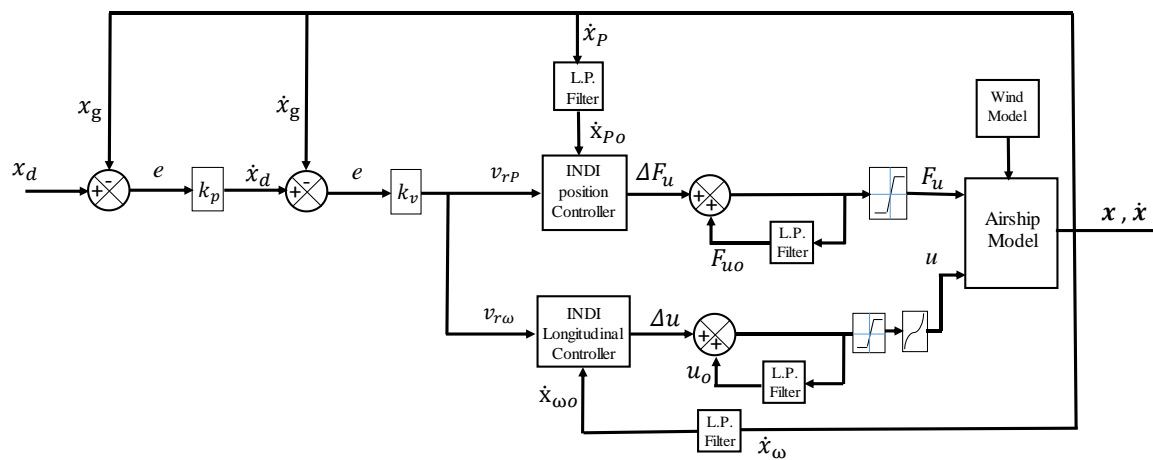 ẋ_P
L.P.
Filter
x_g
ẋ_g
ẋ_Po
Wind
Model
x_d
+
-
e
k_p
ẋ_d
+
-
e
k_v
v_rP
INDI
position
Controller
ΔF_u
+
+
F_u
L.P.
Filter
F_uo
Airship
Model
x , ẋ
u
v_rω
INDI
Longitudinal
Controller
Δu
+
+
u_o
L.P.
Filter
ẋ_ωo
L.P.
Filter
ẋ_ω